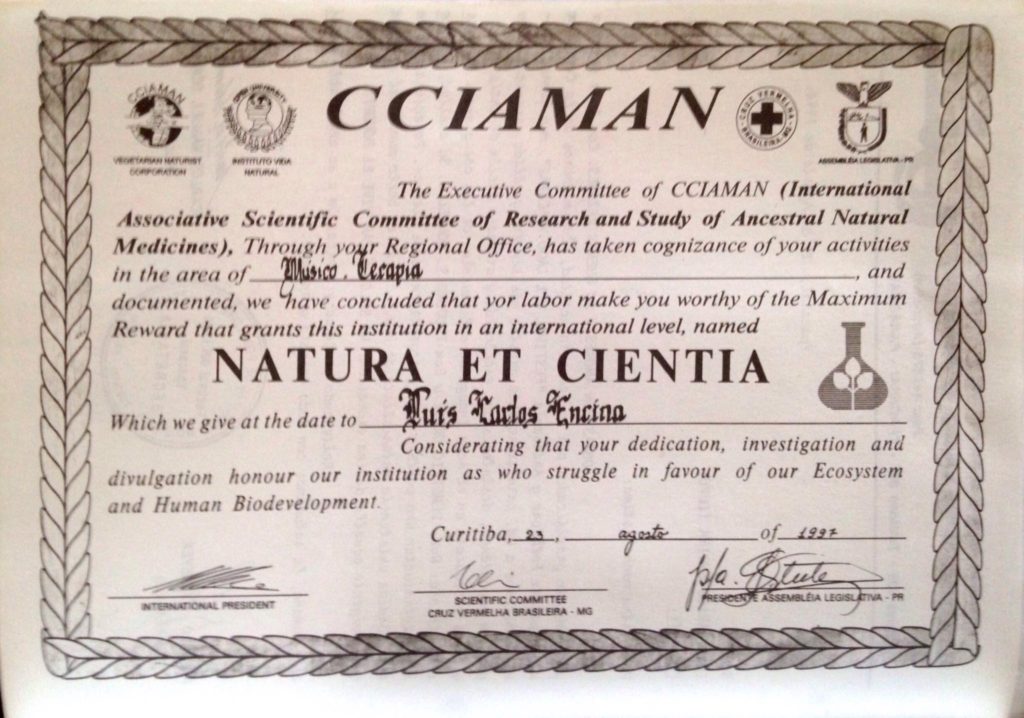 CCIAMAN
CCIAMAN
VEGETARIAN NATURIST
CORPORATION
OPEN UNIVERSITY
INSTITUTO VIDA
NATURAL
CRUZ VERMELHA
BRASILEIRA-MG
ASSEMBLÉIA LEGISLATIVA - PR
The Executive Committee of CCIAMAN (International
Associative Scientific Committee of Research and Study of Ancestral Natural
Medicines), Through your Regional Office, has taken cognizance of your activities
in the area of Músico. Terapia, and
documented, we have concluded that yor labor make you worthy of the Maximum
Reward that grants this institution in an international level, named
NATURA ET CIENTIA
Which we give at the date to Luis Carlos Encina
Considerating that your dedication, investigation and
divulgation honour our institution as who struggle in favour of our Ecosystem
and Human Biodevelopment.
Curitiba, 23, agosto of 1997
p/a.
INTERNATIONAL PRESIDENT
SCIENTIFIC COMMITTEE
CRUZ VERMELHA BRASILEIRA - MG
PRESIDENTE ASSEMBLÉIA LEGISLATIVA - PR